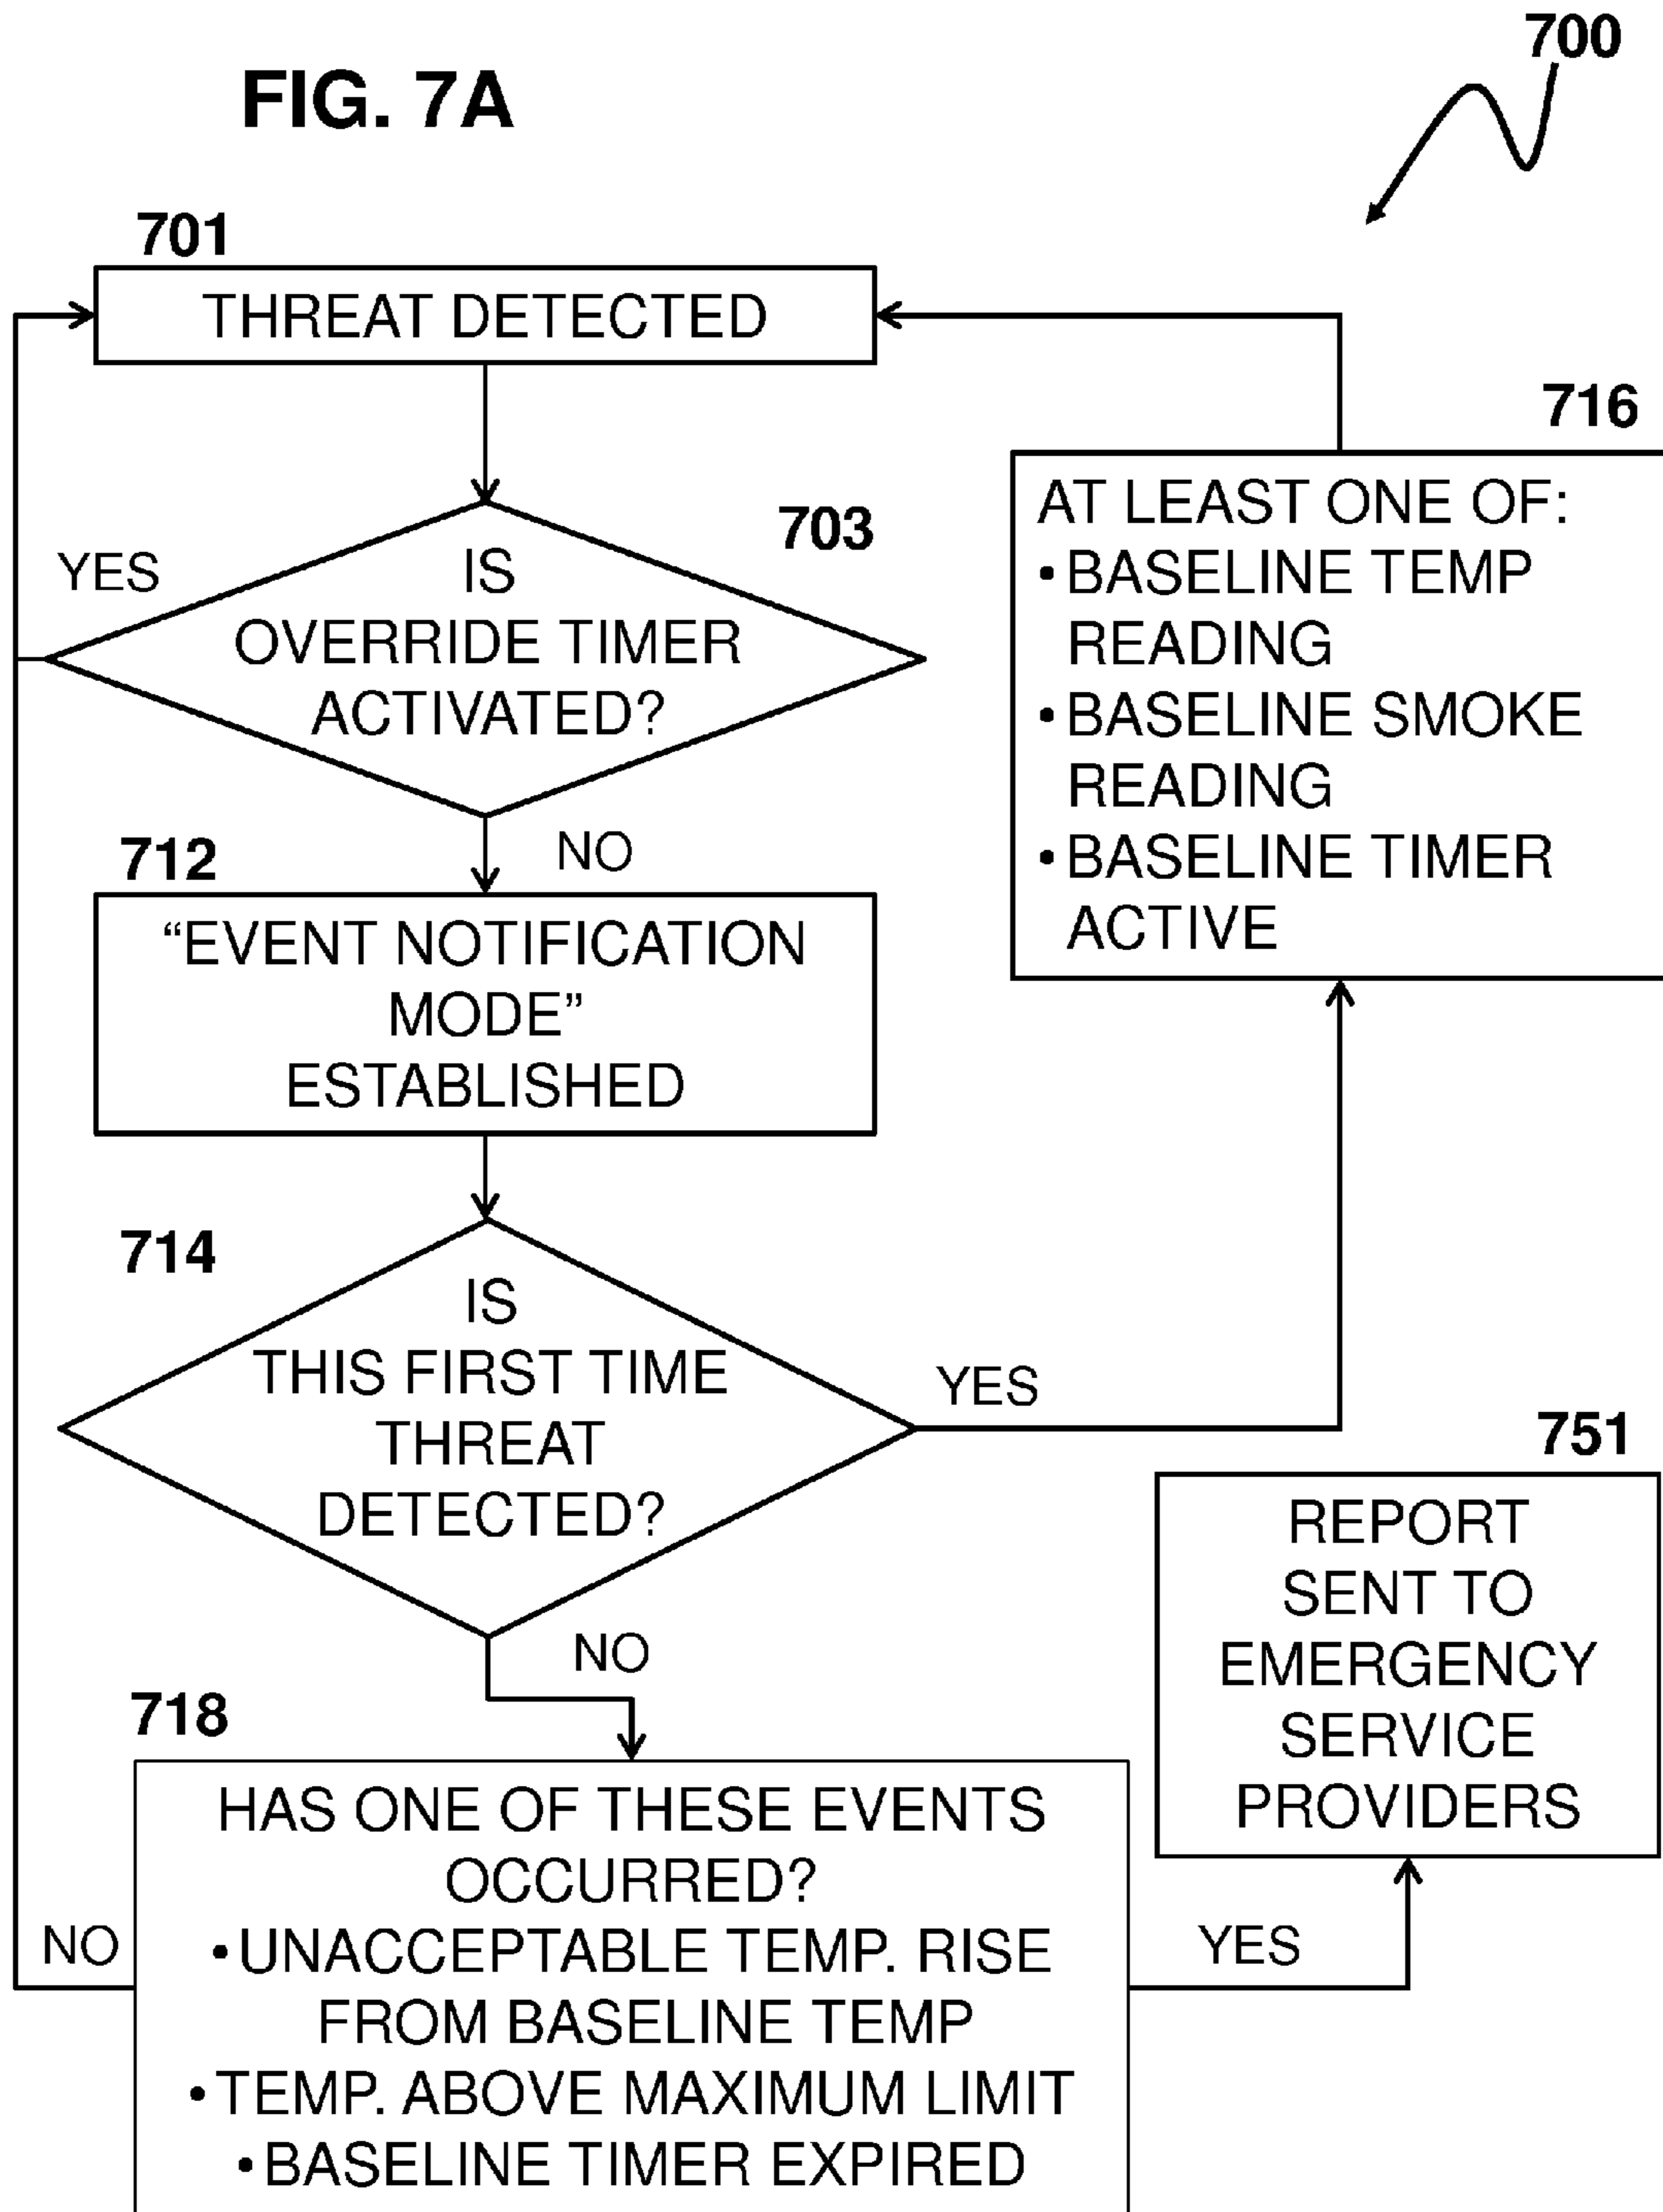 FIG. 7A
700
701
THREAT DETECTED
703
YES
IS
OVERRIDE TIMER
ACTIVATED?
NO
712
“EVENT NOTIFICATION
MODE”
ESTABLISHED
714
IS
THIS FIRST TIME
THREAT
DETECTED?
YES
NO
716
AT LEAST ONE OF:
• BASELINE TEMP
READING
• BASELINE SMOKE
READING
• BASELINE TIMER
ACTIVE
718
HAS ONE OF THESE EVENTS
OCCURRED?
• UNACCEPTABLE TEMP. RISE
FROM BASELINE TEMP
• TEMP. ABOVE MAXIMUM LIMIT
• BASELINE TIMER EXPIRED
NO
YES
751
REPORT
SENT TO
EMERGENCY
SERVICE
PROVIDERS